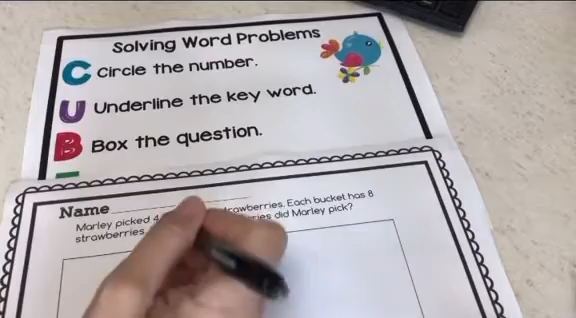 Solving Word Problems
C Circle the number.
U Underline the key word.
B Box the question.
Name
Marley picked 4 strawberries. Each bucket has 8
strawberries. did Marley pick?